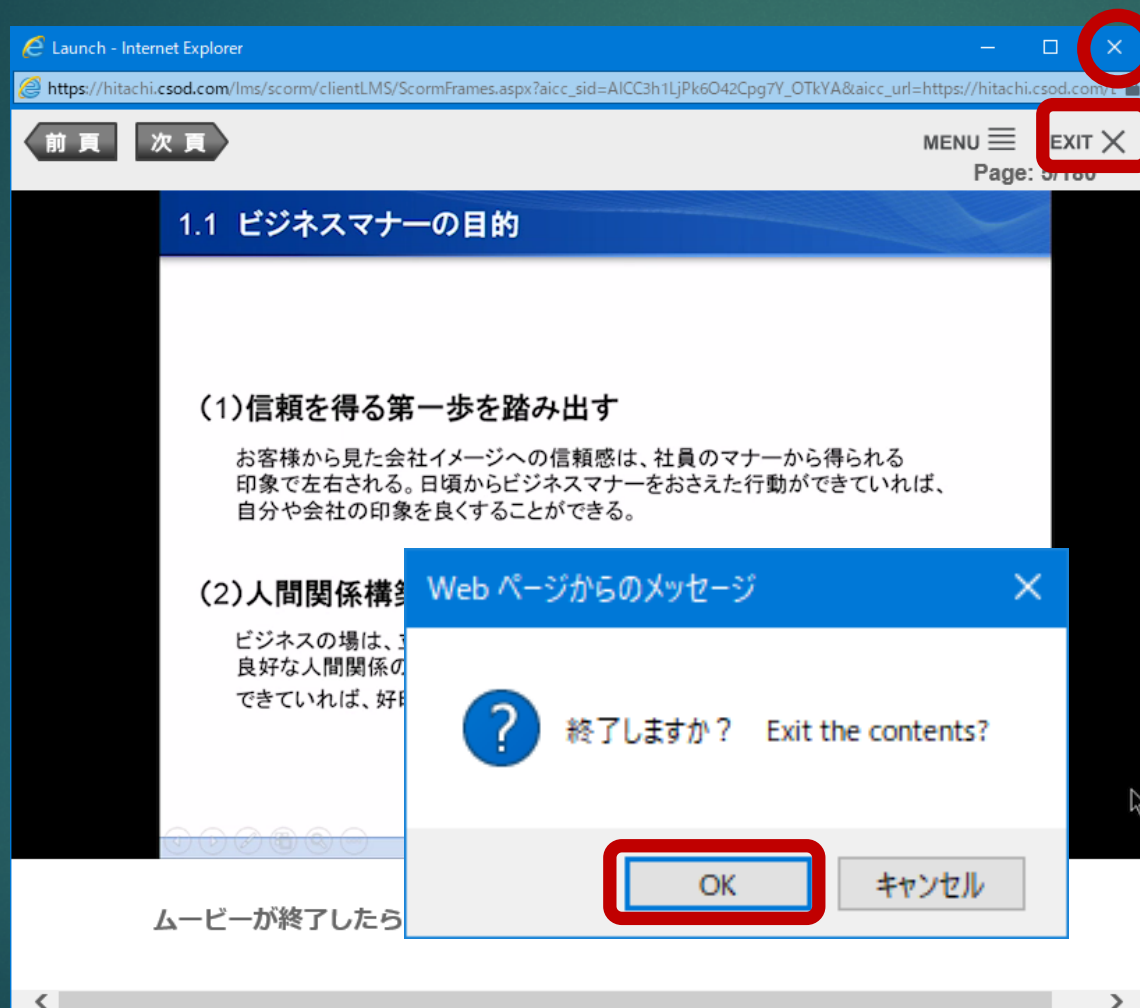 Launch - Internet Explorer
https://hitachi.csod.com/lms/scorm/clientLMS/ScormFrames.aspx?aicc_sid=AICC3h1LjPk6O42Cpg7Y_OTkYA&aicc_url=https://hitachi.csod.com/
前 頁 次 頁 MENU EXIT
Page: 5/180
1.1 ビジネスマナーの目的
(1)信頼を得る第一歩を踏み出す
お客様から見た会社イメージへの信頼感は、社員のマナーから得られる
印象で左右される。日頃からビジネスマナーをおさえた行動ができていれば、
自分や会社の印象を良くすることができる。
(2)人間関係構築
ビジネスの場は、
良好な人間関係の
できていれば、好
Web ページからのメッセージ
終了しますか？ Exit the contents?
OK キャンセル
ムービーが終了したら